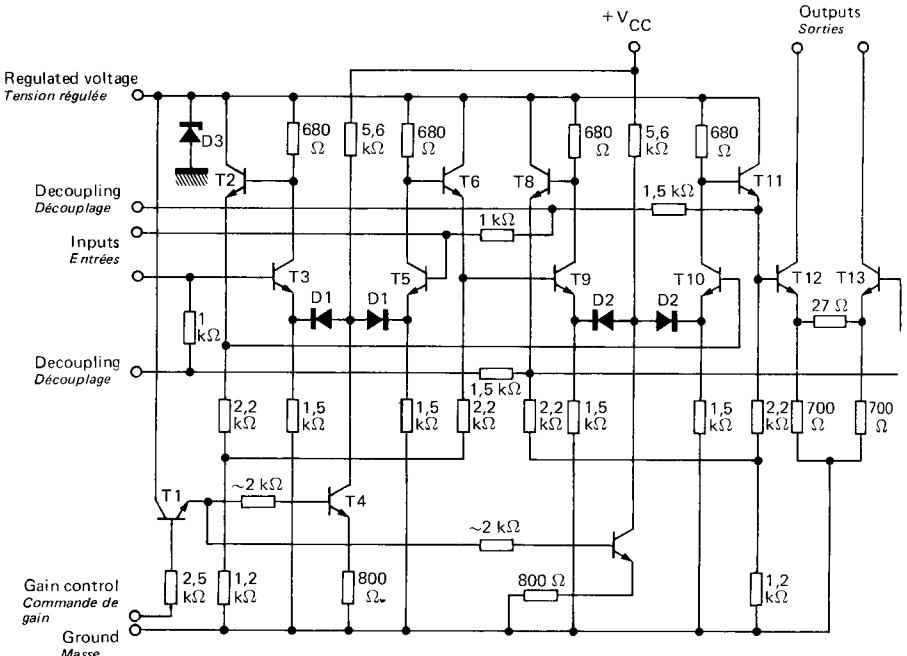 Outputs
Sorties
+VCC
Regulated voltage
Tension régulée
D3
680
Ω
5,6
kΩ
680
Ω
680
Ω
5,6
kΩ
680
Ω
T2
T6
T8
T11
Decoupling
Découplage
1,5 kΩ
1 kΩ
Inputs
Entrées
T3
T5
T9
T10
T12
T13
D1
D1
D2
D2
27 Ω
1
kΩ
Decoupling
Découplage
1,5 kΩ
2,2
kΩ
1,5
kΩ
1,5
kΩ
2,2
kΩ
2,2
kΩ
1,5
kΩ
1,5
kΩ
2,2
kΩ
700
Ω
700
Ω
T1
~2 kΩ
T4
~2 kΩ
2,5
kΩ
1,2
kΩ
800
Ω
800 Ω
1,2
kΩ
Gain control
Commande de
gain
Ground
Masse